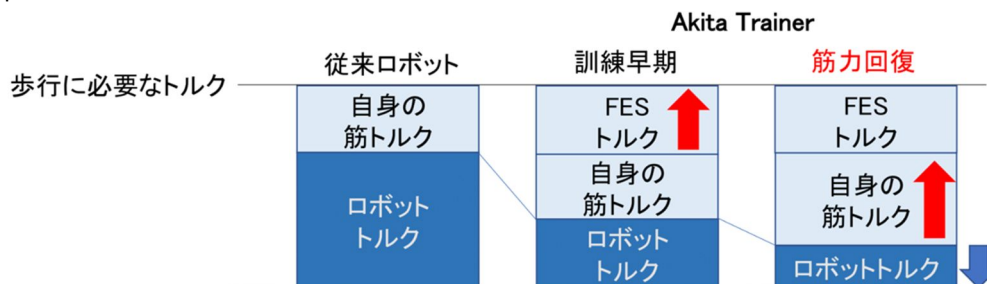 Akita Trainer
従来ロボット
訓練早期
筋力回復
歩行に必要なトルク
自身の
筋トルク
ロボット
トルク
FES
トルク
自身の
筋トルク
ロボット
トルク
FES
トルク
自身の
筋トルク
ロボットトルク